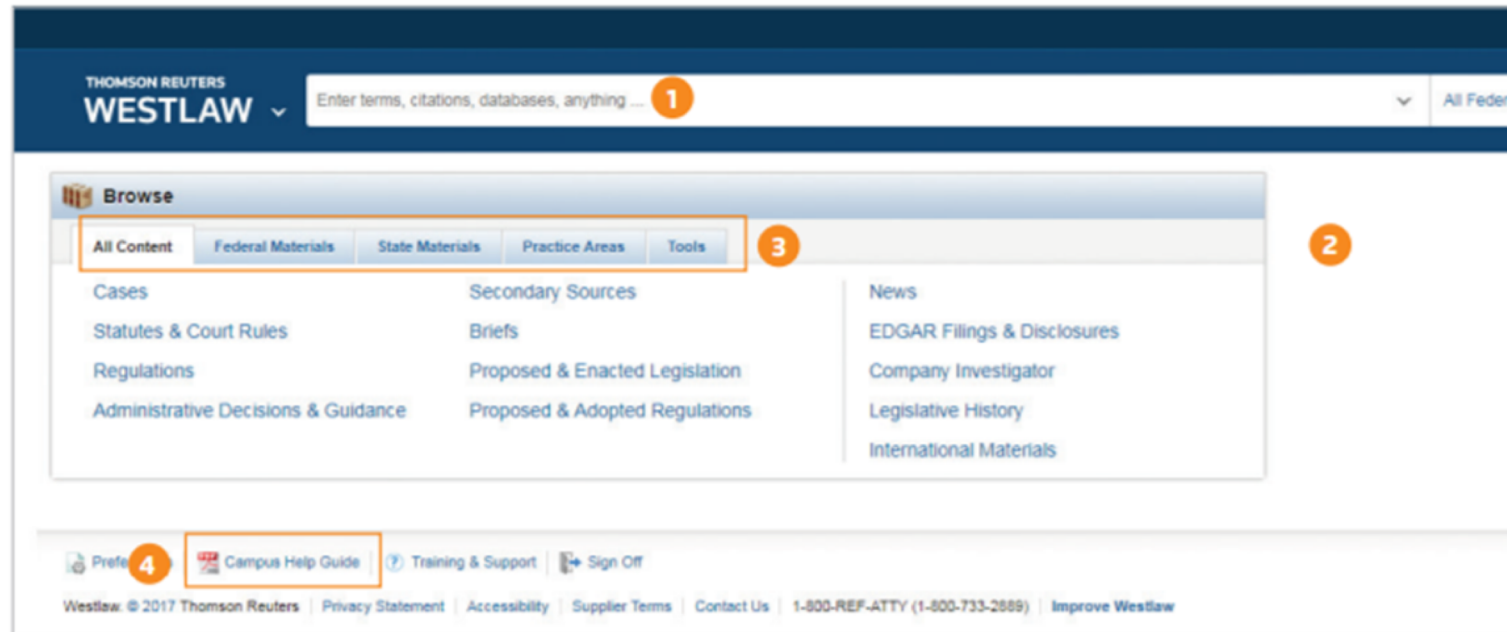 THOMSON REUTERS
WESTLAW
Enter terms, citations, databases, anything ... 1
All Feder
Browse
All Content Federal Materials State Materials Practice Areas Tools 3
2
Cases Secondary Sources News
Statutes & Court Rules Briefs EDGAR Filings & Disclosures
Regulations Proposed & Enacted Legislation Company Investigator
Administrative Decisions & Guidance Proposed & Adopted Regulations Legislative History
International Materials
Prefe 4 Campus Help Guide Training & Support Sign Off
Westlaw. © 2017 Thomson Reuters Privacy Statement Accessibility Supplier Terms Contact Us 1-800-REF-ATTY (1-800-733-2889) Improve Westlaw